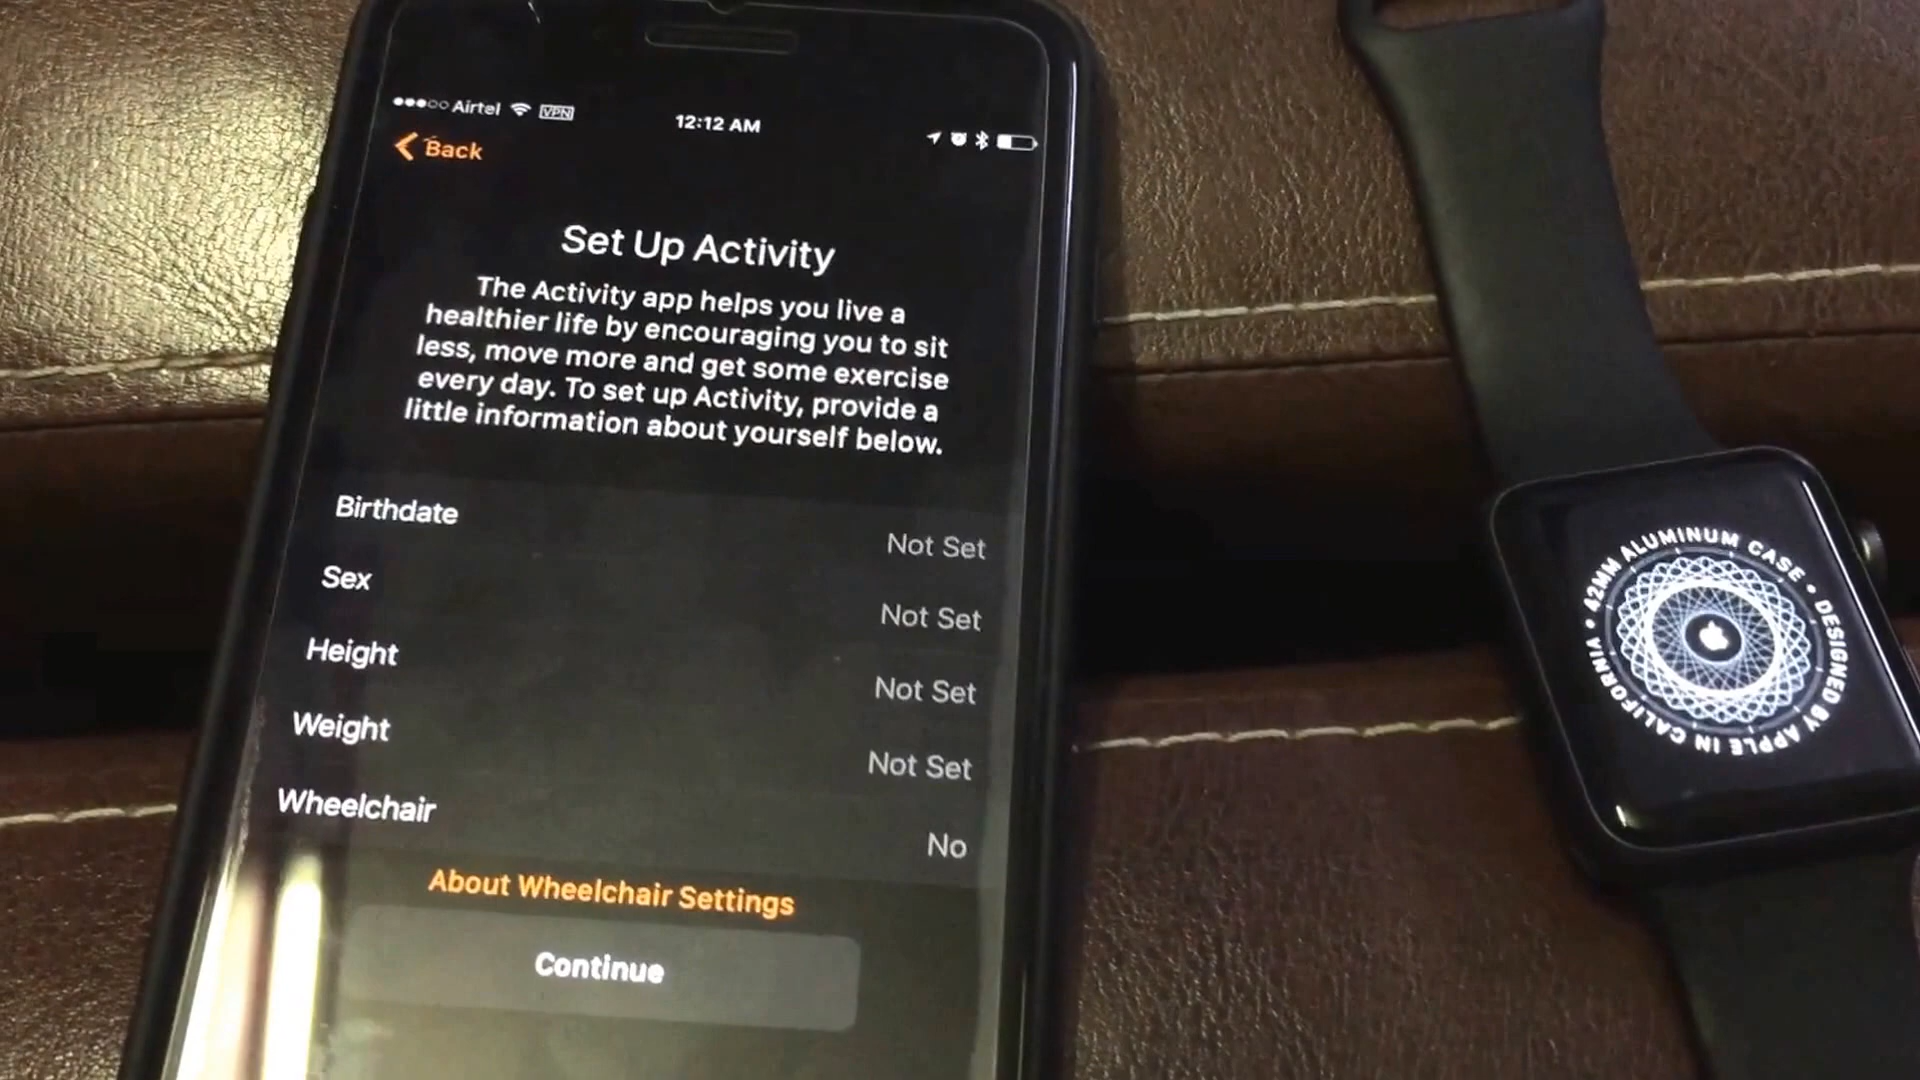 Airtel VPN
12:12 AM
Back
Set Up Activity
The Activity app helps you live a
healthier life by encouraging you to sit
less, move more and get some exercise
every day. To set up Activity, provide a
little information about yourself below.
Birthdate Not Set
Sex Not Set
Height Not Set
Weight Not Set
Wheelchair No
About Wheelchair Settings
Continue
42MM ALUMINUM CASE • DESIGNED BY APPLE IN CALIFORNIA •